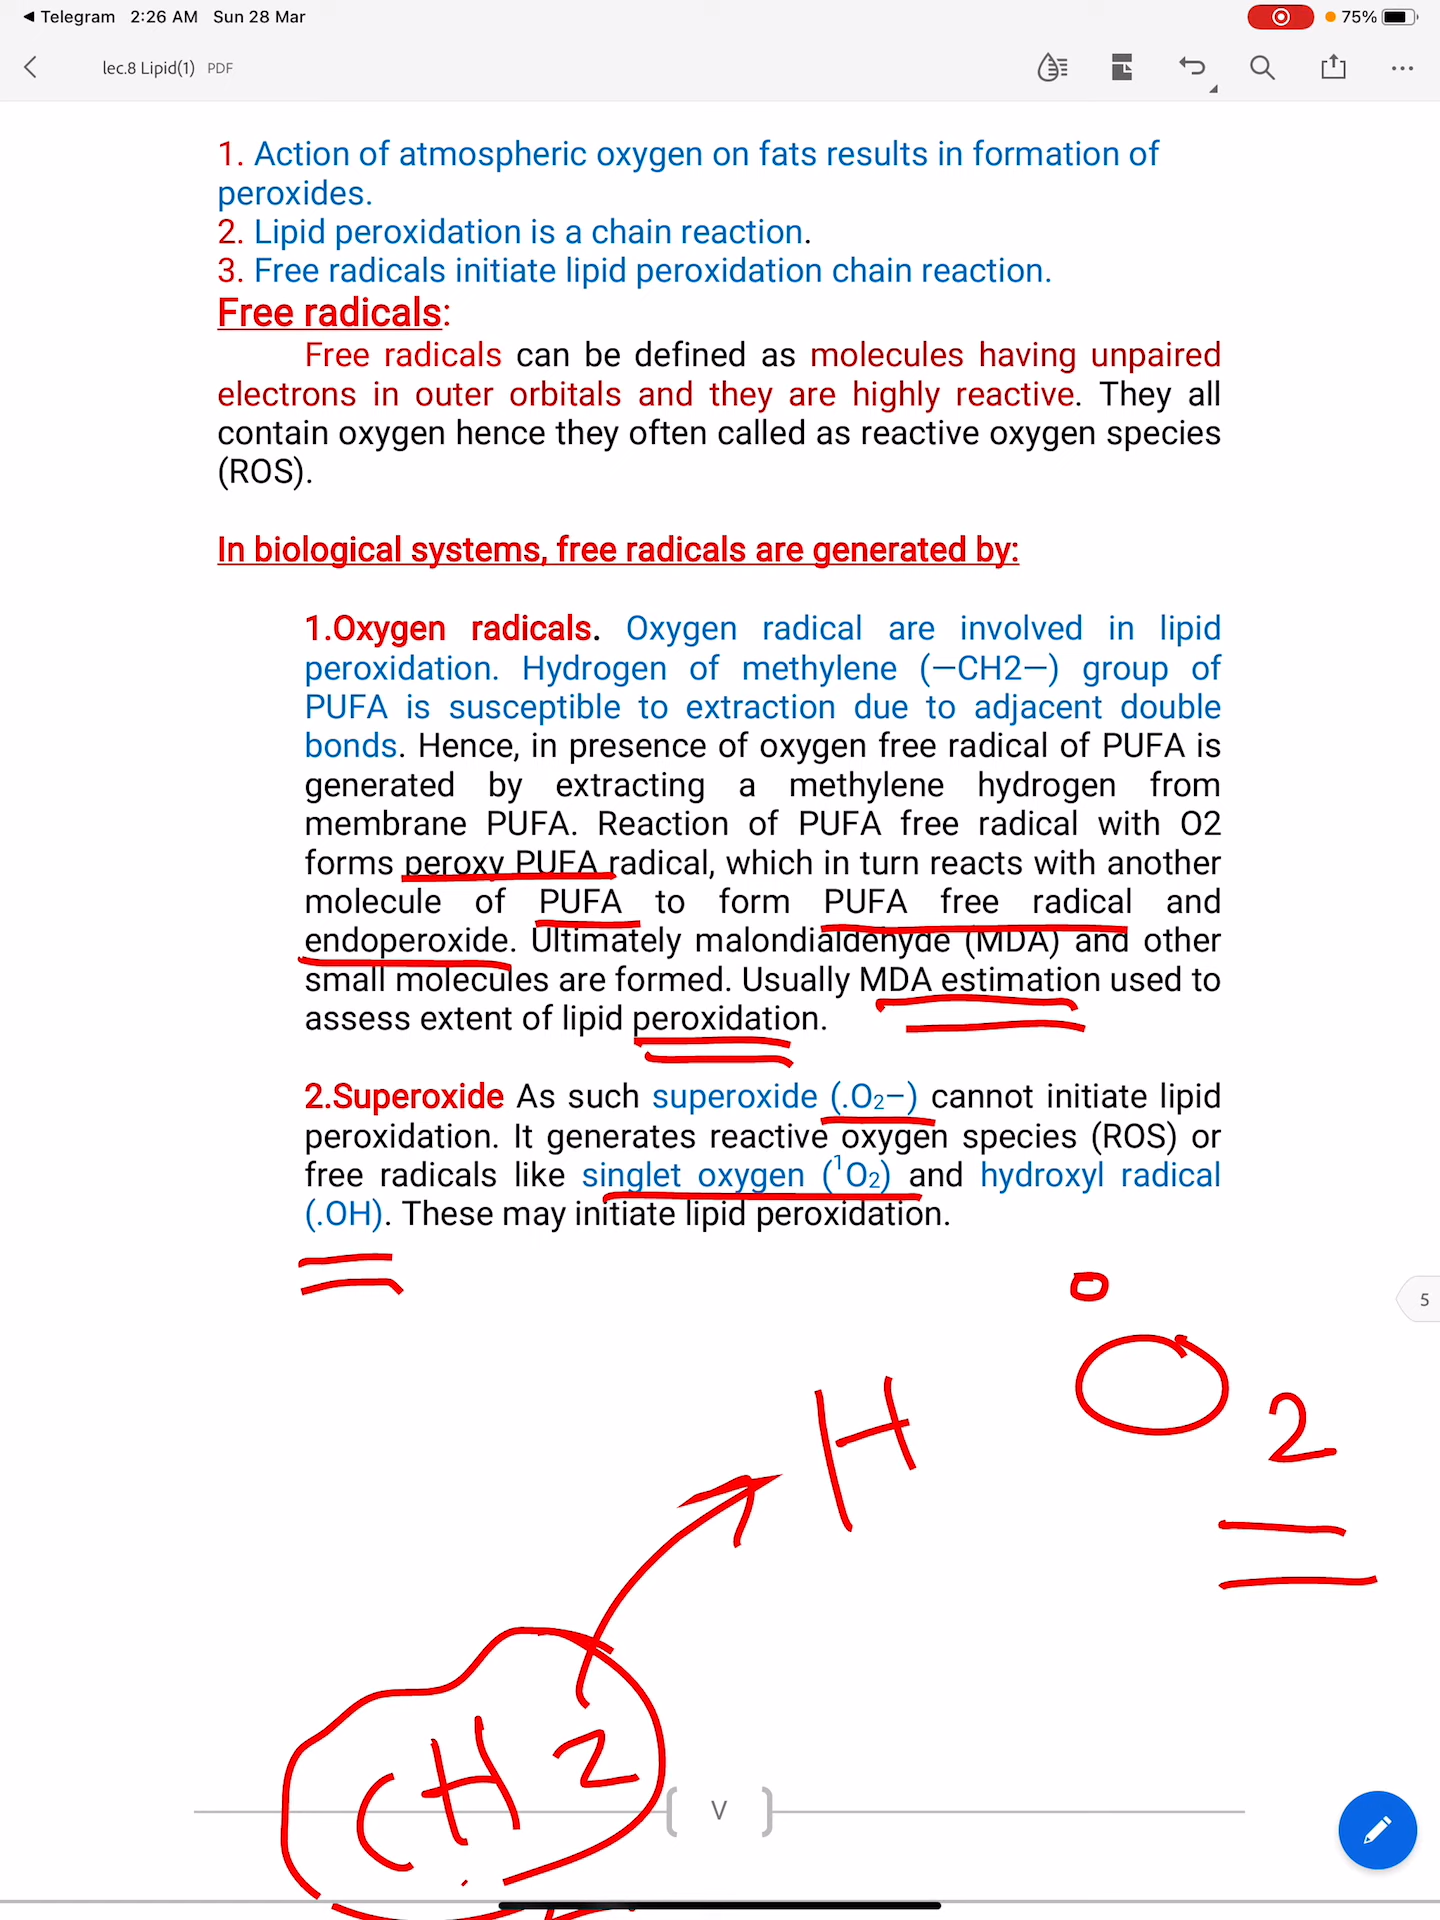 ◀ Telegram 2:26 AM Sun 28 Mar 75%
lec.8 Lipid(1) PDF
1. Action of atmospheric oxygen on fats results in formation of
peroxides.
2. Lipid peroxidation is a chain reaction.
3. Free radicals initiate lipid peroxidation chain reaction.
Free radicals:
Free radicals can be defined as molecules having unpaired
electrons in outer orbitals and they are highly reactive. They all
contain oxygen hence they often called as reactive oxygen species
(ROS).
In biological systems, free radicals are generated by:
1.Oxygen radicals. Oxygen radical are involved in lipid
peroxidation. Hydrogen of methylene (—CH2—) group of
PUFA is susceptible to extraction due to adjacent double
bonds. Hence, in presence of oxygen free radical of PUFA is
generated by extracting a methylene hydrogen from
membrane PUFA. Reaction of PUFA free radical with O2
forms peroxy PUFA radical, which in turn reacts with another
molecule of PUFA to form PUFA free radical and
endoperoxide. Ultimately malondialdehyde (MDA) and other
small molecules are formed. Usually MDA estimation used to
assess extent of lipid peroxidation.
2.Superoxide As such superoxide (.O₂–) cannot initiate lipid
peroxidation. It generates reactive oxygen species (ROS) or
free radicals like singlet oxygen (¹O₂) and hydroxyl radical
(.OH). These may initiate lipid peroxidation.
5
H O 2
CH2
V